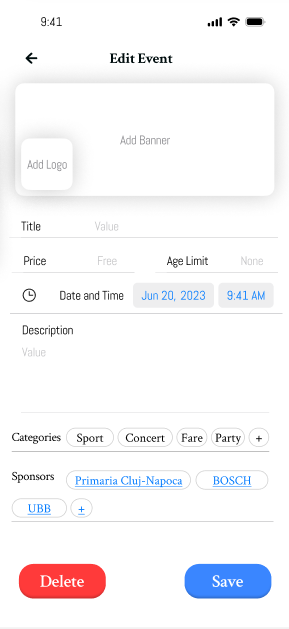 9:41
Edit Event
Add Banner
Add Logo
Title Value
Price Free Age Limit None
Date and Time Jun 20, 2023 9:41 AM
Description
Value
Categories Sport Concert Fare Party +
Sponsors Primaria Cluj-Napoca BOSCH
UBB +
Delete Save